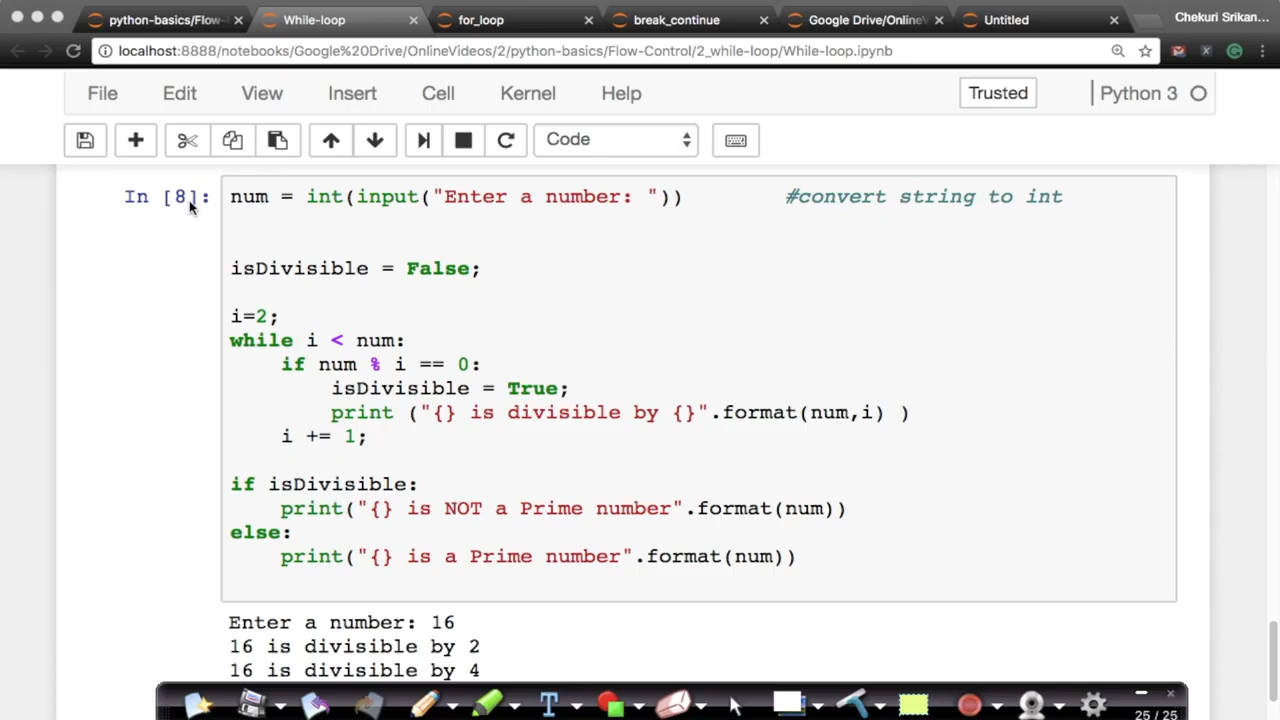 python-basics/Flow-
While-loop
for_loop
break_continue
Google Drive/OnlineV
Untitled
Chekuri Srikan...
localhost:8888/notebooks/Google%20Drive/OnlineVideos/2/python-basics/Flow-Control/2_while-loop/While-loop.ipynb
File Edit View Insert Cell Kernel Help Trusted | Python 3
Code
In [8]: num = int(input("Enter a number: ")) #convert string to int
isDivisible = False;
i=2;
while i < num:
if num % i == 0:
isDivisible = True;
print ("{} is divisible by {}".format(num,i) )
i += 1;
if isDivisible:
print("{} is NOT a Prime number".format(num))
else:
print("{} is a Prime number".format(num))
Enter a number: 16
16 is divisible by 2
16 is divisible by 4
T
25 / 25